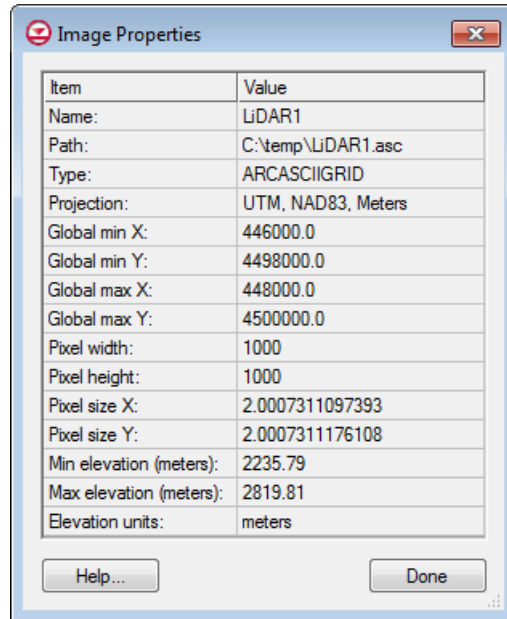 Image Properties
Item Value
Name: LiDAR1
Path: C:\temp\LiDAR1.asc
Type: ARCASCIIGRID
Projection: UTM, NAD83, Meters
Global min X: 446000.0
Global min Y: 4498000.0
Global max X: 448000.0
Global max Y: 4500000.0
Pixel width: 1000
Pixel height: 1000
Pixel size X: 2.0007311097393
Pixel size Y: 2.0007311176108
Min elevation (meters): 2235.79
Max elevation (meters): 2819.81
Elevation units: meters
Help... Done